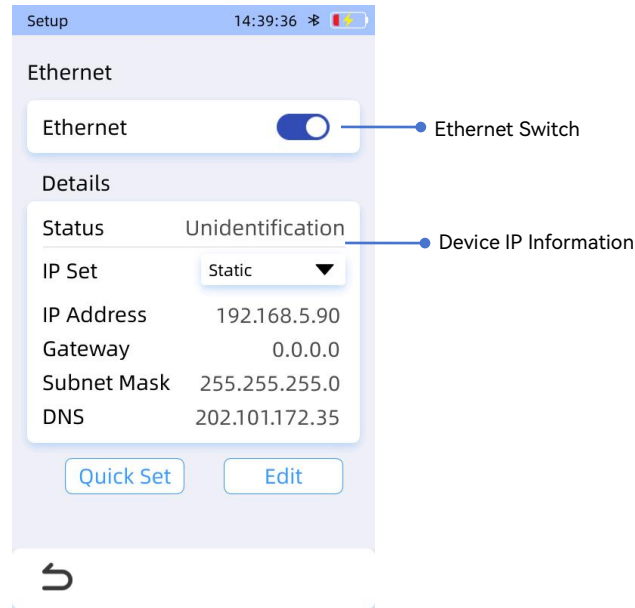 Setup 14:39:36
Ethernet
Ethernet
Ethernet Switch
Details
Status Unidentification
Device IP Information
IP Set Static
IP Address 192.168.5.90
Gateway 0.0.0.0
Subnet Mask 255.255.255.0
DNS 202.101.172.35
Quick Set Edit